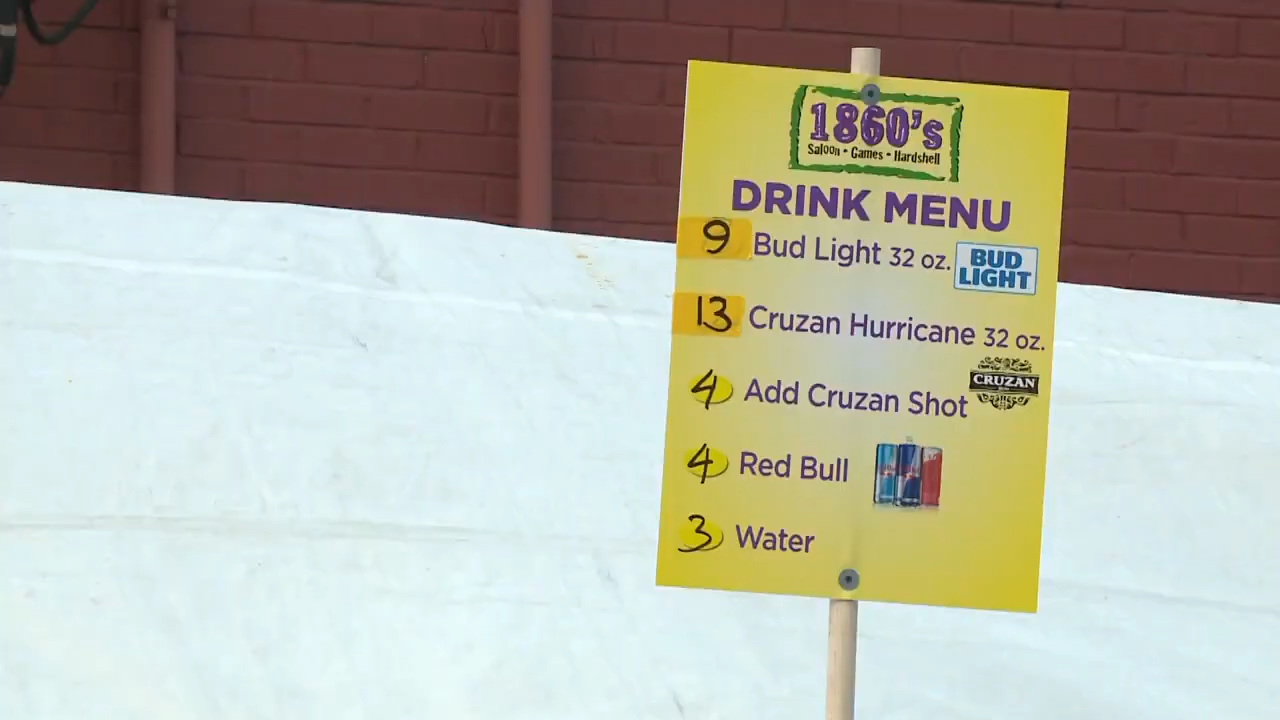 1860's
Saloon • Games • Hardshell
DRINK MENU
9 Bud Light 32 oz. BUD LIGHT
13 Cruzan Hurricane 32 oz.
4 Add Cruzan Shot CRUZAN
4 Red Bull
3 Water